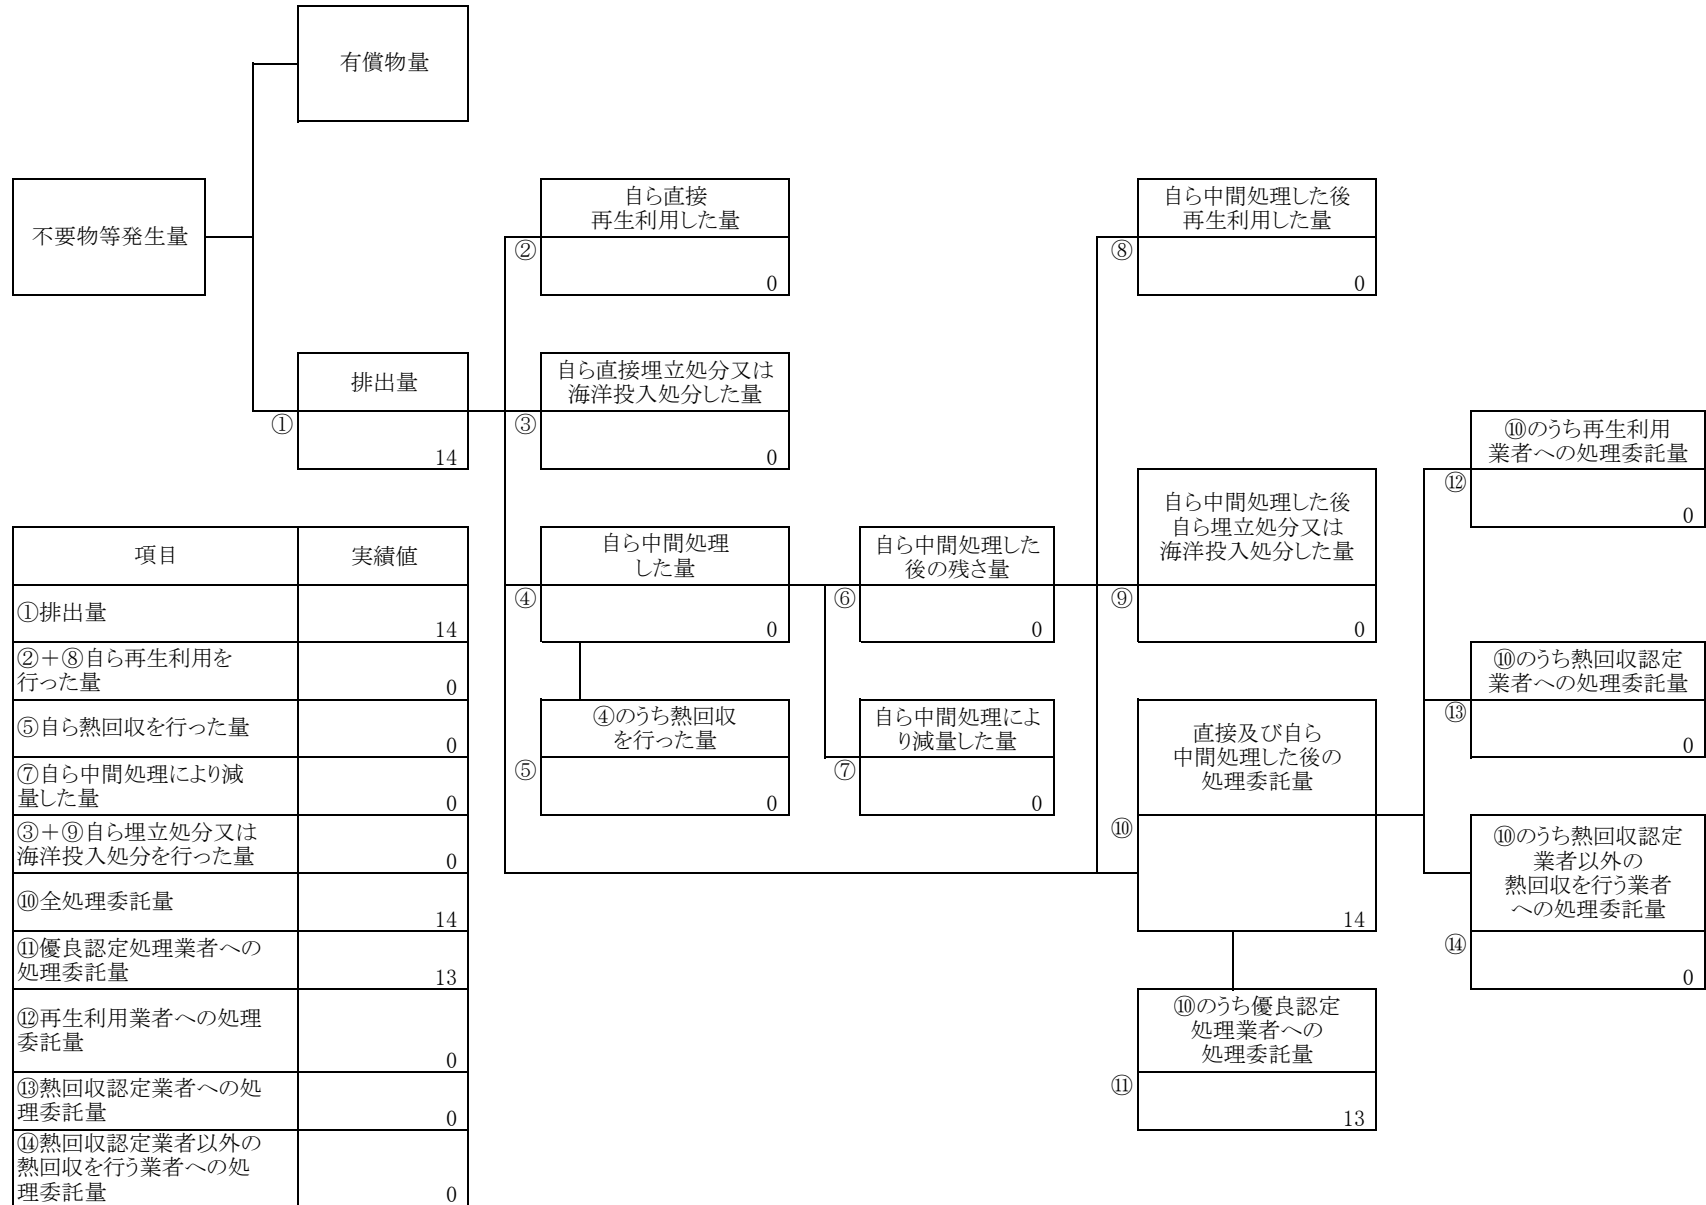 有償物量
不要物等発生量
自ら直接
再生利用した量
②
0
自ら中間処理した後
再生利用した量
⑧
0
排出量
①
14
自ら直接埋立処分又は
海洋投入処分した量
③
0
⑩のうち再生利用
業者への処理委託量
⑫
0
自ら中間処理した後
自ら埋立処分又は
海洋投入処分した量
⑨
0
自ら中間処理
した量
④
0
自ら中間処理した
後の残さ量
⑥
0
⑩のうち熱回収認定
業者への処理委託量
⑬
0
④のうち熱回収
を行った量
⑤
0
自ら中間処理によ
り減量した量
⑦
0
直接及び自ら
中間処理した後の
処理委託量
⑩
14
⑩のうち熱回収認定
業者以外の
熱回収を行う業者
への処理委託量
⑭
0
⑩のうち優良認定
処理業者への
処理委託量
⑪
13
項目 実績値
①排出量
14
②＋⑧自ら再生利用を
行った量 0
⑤自ら熱回収を行った量
0
⑦自ら中間処理により減
量した量 0
③＋⑨自ら埋立処分又は
海洋投入処分を行った量 0
⑩全処理委託量
14
⑪優良認定処理業者への
処理委託量 13
⑫再生利用業者への処理
委託量
0
⑬熱回収認定業者への処
理委託量 0
⑭熱回収認定業者以外の
熱回収を行う業者への処
理委託量 0